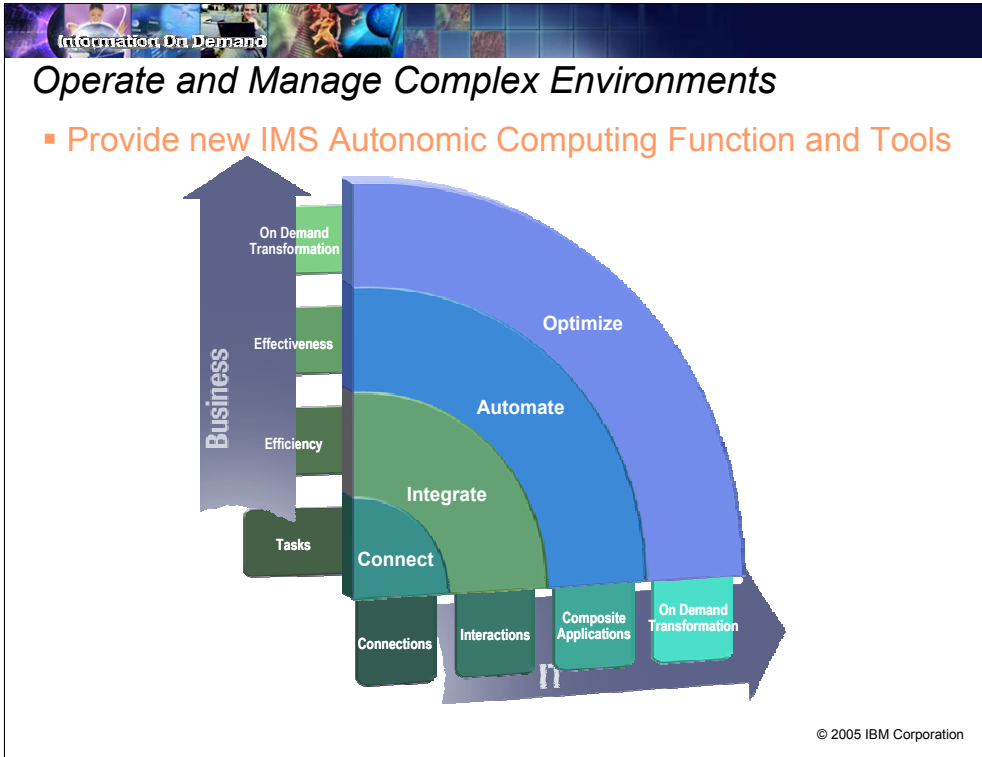 Information On Demand
Operate and Manage Complex Environments
▪ Provide new IMS Autonomic Computing Function and Tools
On Demand
Transformation
Effectiveness
Business
Efficiency
Tasks
Optimize
Automate
Integrate
Connect
Connections
Interactions
Composite
Applications
On Demand
Transformation
IT
© 2005 IBM Corporation